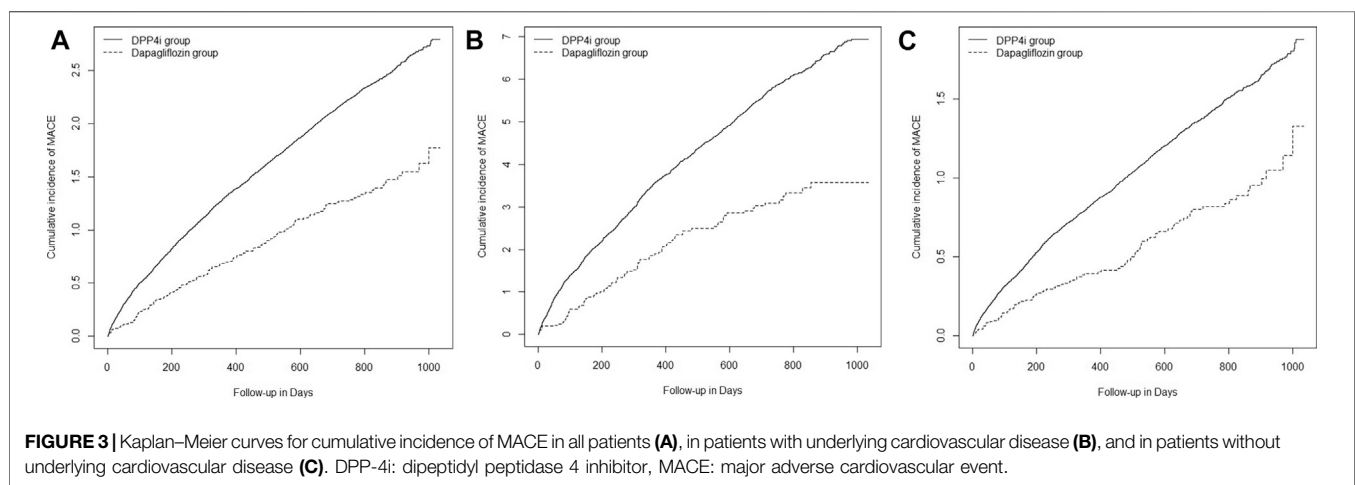 A
DPP4i group
Dapagliflozin group
Cumulative incidence of MACE
0.0
0.5
1.0
1.5
2.0
2.5
0 200 400 600 800 1000
Follow-up in Days
B
DPP4i group
Dapagliflozin group
Cumulative incidence of MACE
0
1
2
3
4
5
6
7
0 200 400 600 800 1000
Follow-up in Days
C
DPP4i group
Dapagliflozin group
Cumulative incidence of MACE
0.0
0.5
1.0
1.5
0 200 400 600 800 1000
Follow-up in Days
FIGURE 3 | Kaplan–Meier curves for cumulative incidence of MACE in all patients (A), in patients with underlying cardiovascular disease (B), and in patients without
underlying cardiovascular disease (C). DPP-4i: dipeptidyl peptidase 4 inhibitor, MACE: major adverse cardiovascular event.